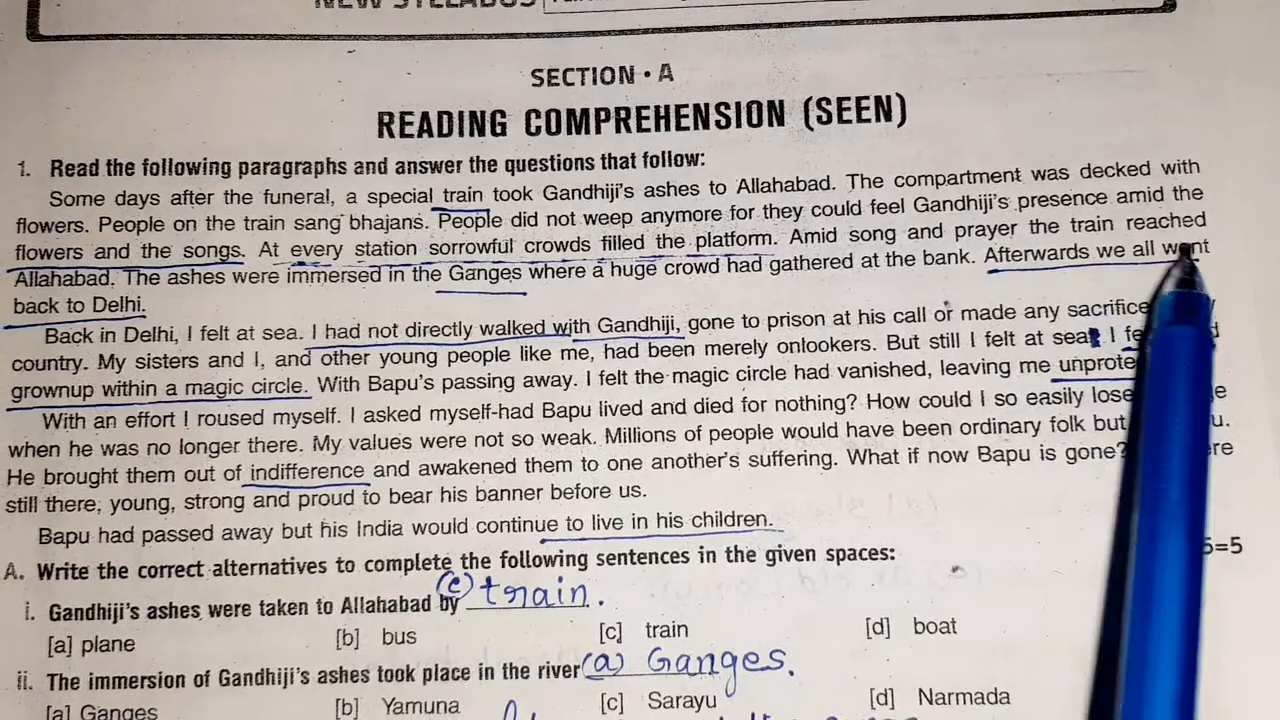 NEW SYLLABUS
SECTION • A
READING COMPREHENSION (SEEN)
1. Read the following paragraphs and answer the questions that follow:
Some days after the funeral, a special train took Gandhiji's ashes to Allahabad. The compartment was decked with
flowers. People on the train sang bhajans. People did not weep anymore for they could feel Gandhiji's presence amid the
flowers and the songs. At every station sorrowful crowds filled the platform. Amid song and prayer the train reached
Allahabad. The ashes were immersed in the Ganges where a huge crowd had gathered at the bank. Afterwards we all went
back to Delhi.
Back in Delhi, I felt at sea. I had not directly walked with Gandhiji, gone to prison at his call or made any sacrifice
country. My sisters and I, and other young people like me, had been merely onlookers. But still I felt at sea. I
grownup within a magic circle. With Bapu's passing away. I felt the magic circle had vanished, leaving me
With an effort I roused myself. I asked myself-had Bapu lived and died for nothing? How could I so easily lose
when he was no longer there. My values were not so weak. Millions of people would have been ordinary folk but
He brought them out of indifference and awakened them to one another's suffering. What if now Bapu is gone?
still there; young, strong and proud to bear his banner before us.
Bapu had passed away but his India would continue to live in his children.
A. Write the correct alternatives to complete the following sentences in the given spaces:
5=5
i. Gandhiji's ashes were taken to Allahabad by (c) train.
[a] plane [b] bus [c] train [d] boat
ii. The immersion of Gandhiji's ashes took place in the river (a) Ganges.
[a] Ganges [b] Yamuna [c] Sarayu [d] Narmada